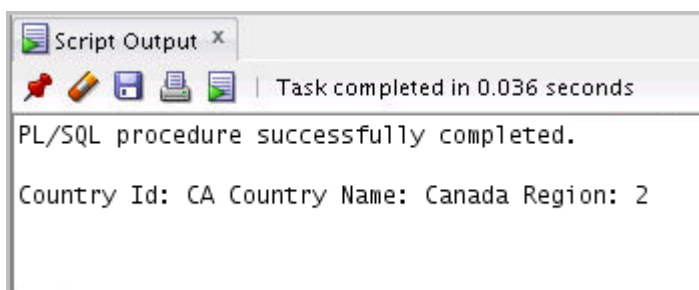 Script Output x
Task completed in 0.036 seconds
PL/SQL procedure successfully completed.
Country Id: CA Country Name: Canada Region: 2